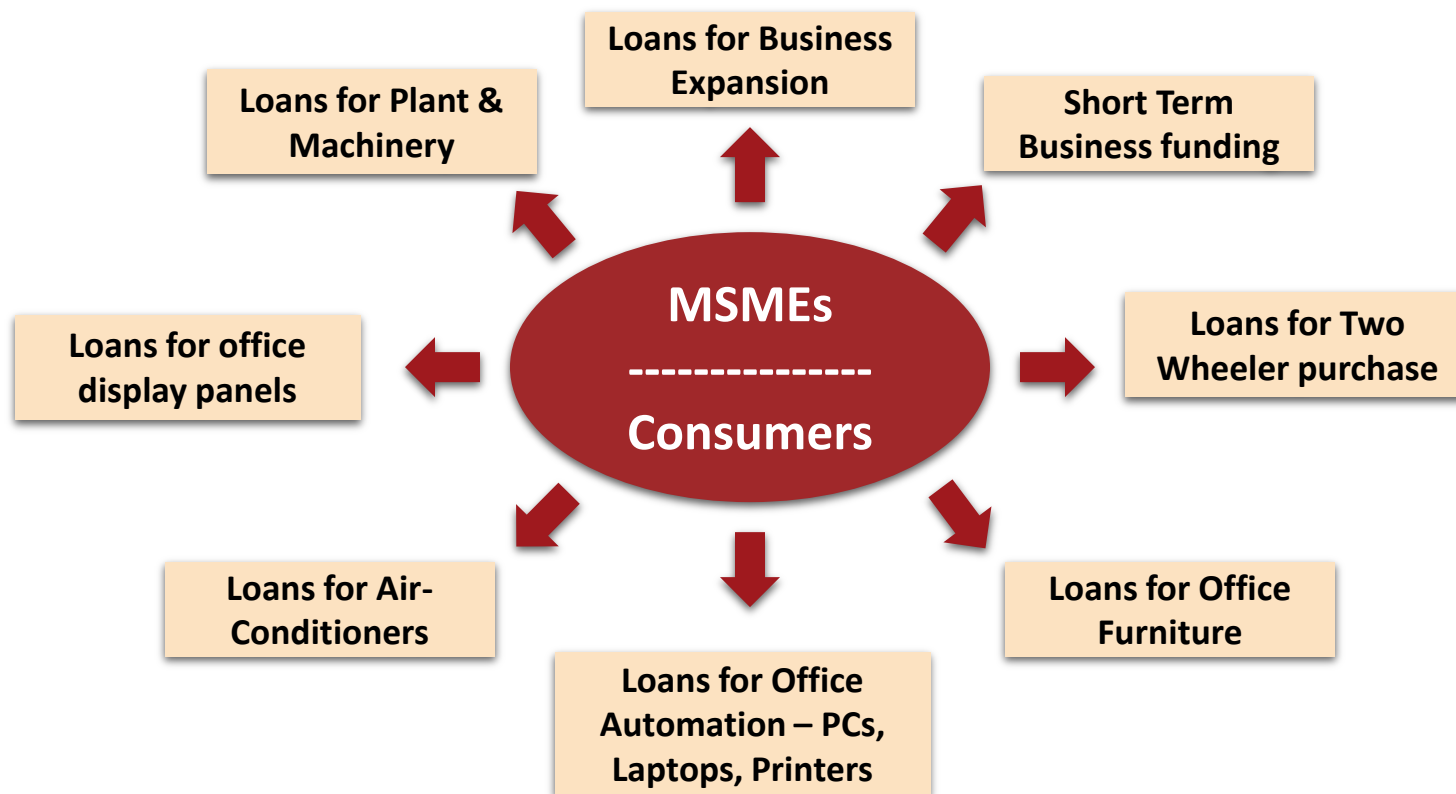 Loans for Business
Expansion
Loans for Plant &
Machinery
Short Term
Business funding
MSMEs
---------------
Consumers
Loans for office
display panels
Loans for Two
Wheeler purchase
Loans for Air-
Conditioners
Loans for Office
Furniture
Loans for Office
Automation – PCs,
Laptops, Printers